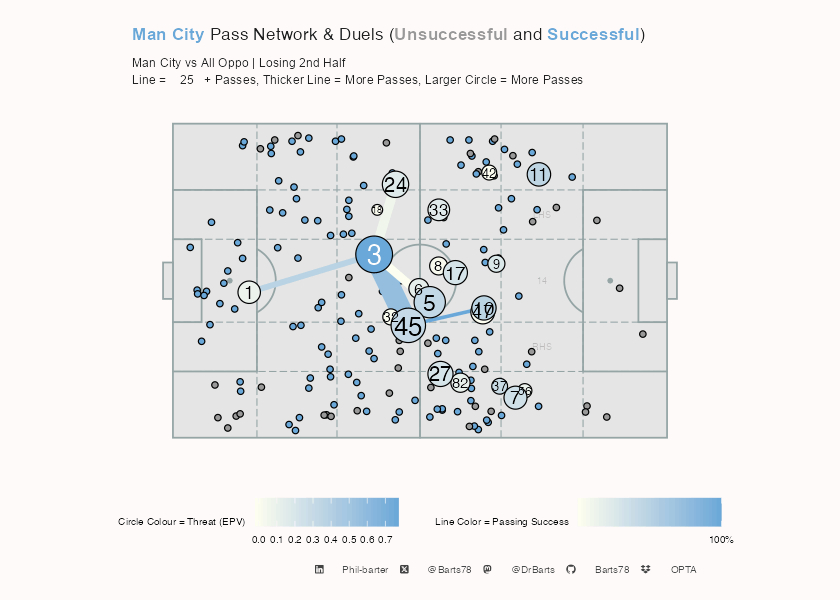 Man City Pass Network & Duels (Unsuccessful and Successful)
Man City vs All Oppo | Losing 2nd Half
Line = 25 + Passes, Thicker Line = More Passes, Larger Circle = More Passes
42
11
24
18
33
LHS
3
8
17
9
14
1
6
5
32
45
47
RHS
27
82
37
7
56
Circle Colour = Threat (EPV)
0.0 0.1 0.2 0.3 0.4 0.5 0.6 0.7
Line Color = Passing Success
100%
Phil-barter @Barts78 @DrBarts Barts78 OPTA